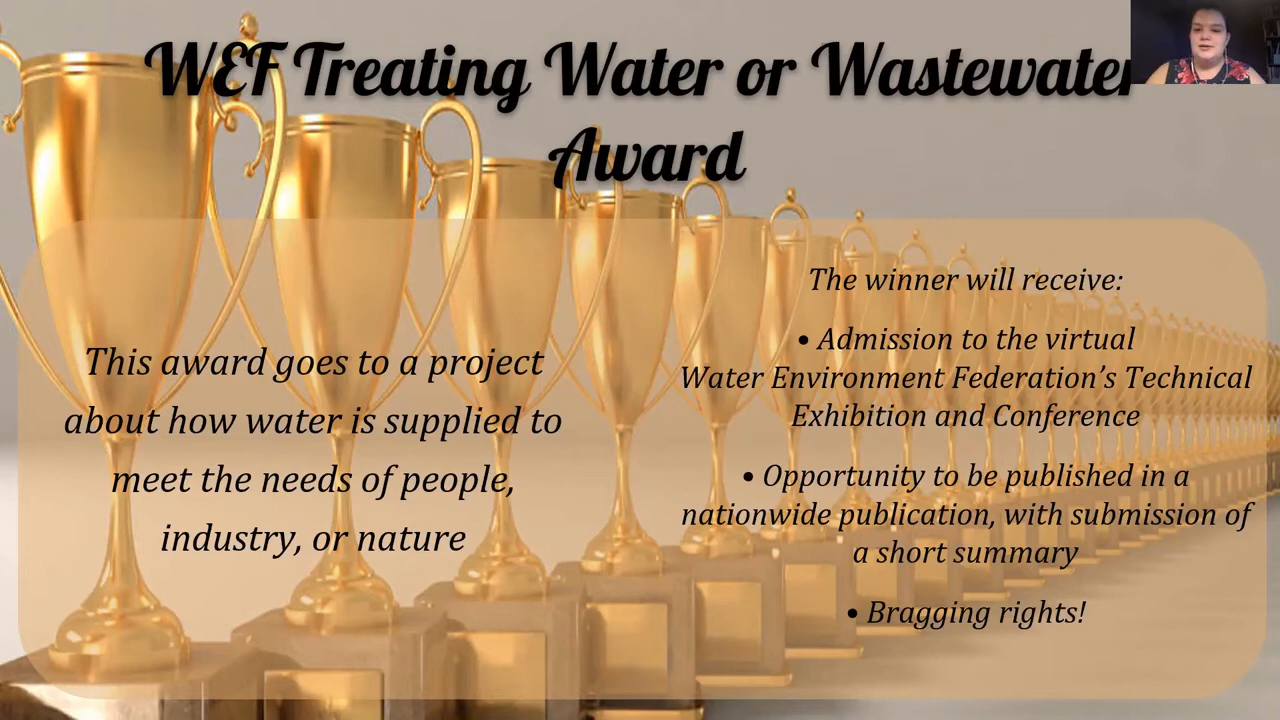 WEF Treating Water or Wastewater
Award
This award goes to a project
about how water is supplied to
meet the needs of people,
industry, or nature
The winner will receive:
• Admission to the virtual
Water Environment Federation’s Technical
Exhibition and Conference
• Opportunity to be published in a
nationwide publication, with submission of
a short summary
• Bragging rights!